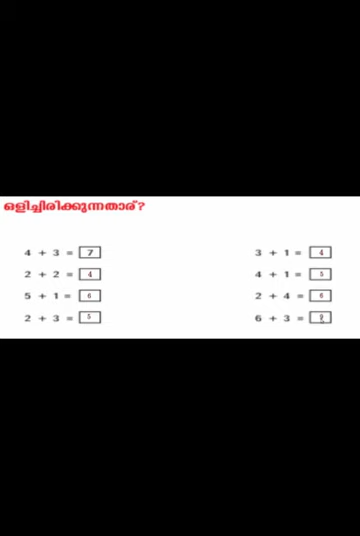 ഒളിച്ചിരിക്കുന്നതാര്?
4 + 3 = 7
3 + 1 = 4
2 + 2 = 4
4 + 1 = 5
5 + 1 = 6
2 + 4 = 6
2 + 3 = 5
6 + 3 = 9